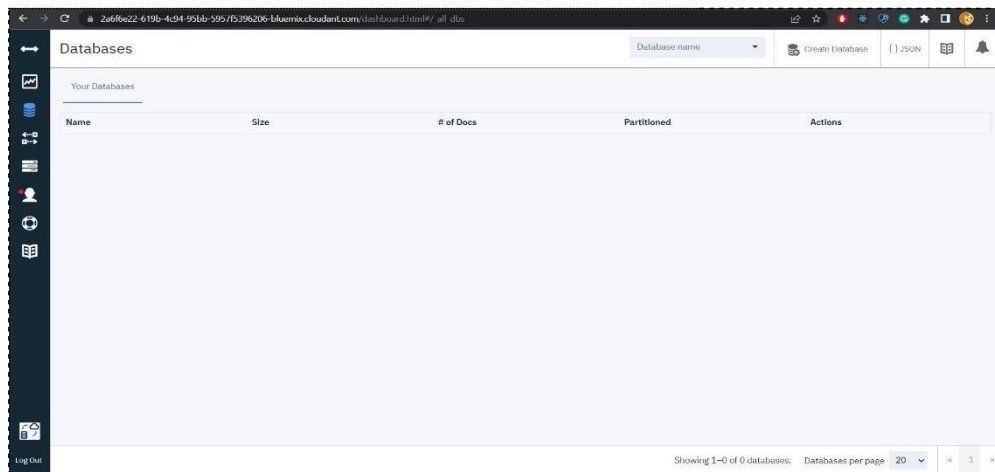 2a6f6e22-619b-4c94-95bb-5957f5396206-bluemix.cloudant.com/dashboard.html#/_all_dbs
Databases
Database name
Create Database
{ } JSON
Your Databases
Name Size # of Docs Partitioned Actions
Log Out
Showing 1–0 of 0 databases. Databases per page 20 « 1 »